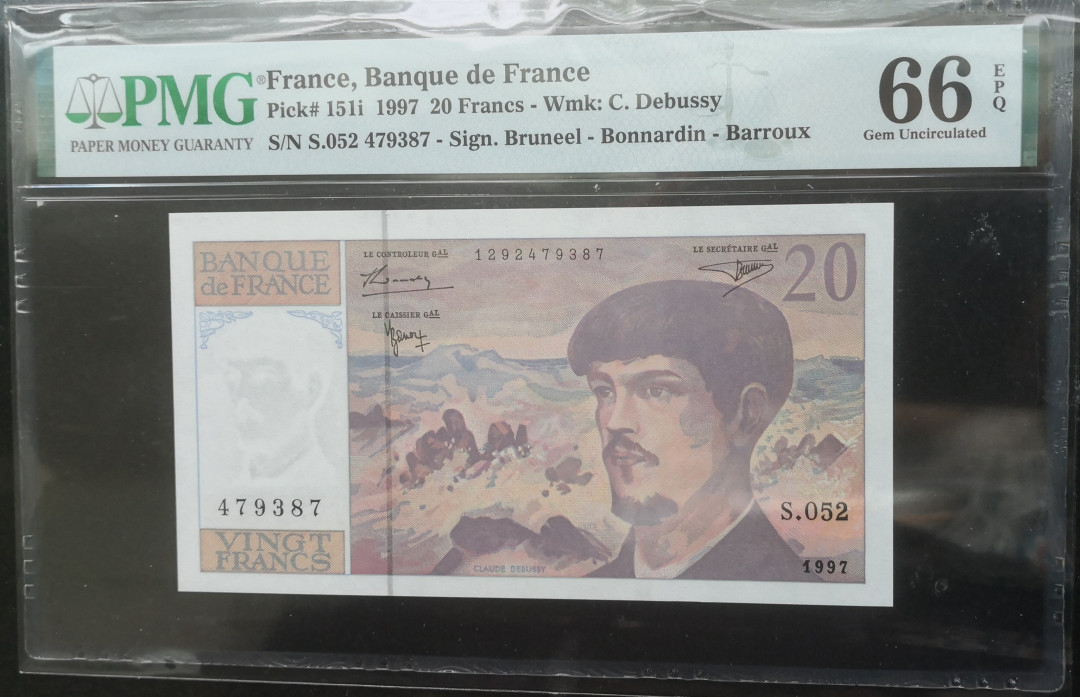 PMG®
PAPER MONEY GUARANTY
France, Banque de France
Pick# 151i 1997 20 Francs - Wmk: C. Debussy
S/N S.052 479387 - Sign. Bruneel - Bonnardin - Barroux
66
EPQ
Gem Uncirculated
BANQUE
de FRANCE
LE CONTROLEUR GAL
1292479387
LE SECRÉTAIRE GAL
20
LE CAISSIER GAL
479387
VINGT
FRANCS
CLAUDE DEBUSSY
S.052
1997